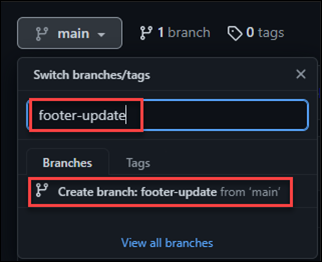 main 1 branch 0 tags
Switch branches/tags
footer-update
Branches Tags
Create branch: footer-update from 'main'
View all branches